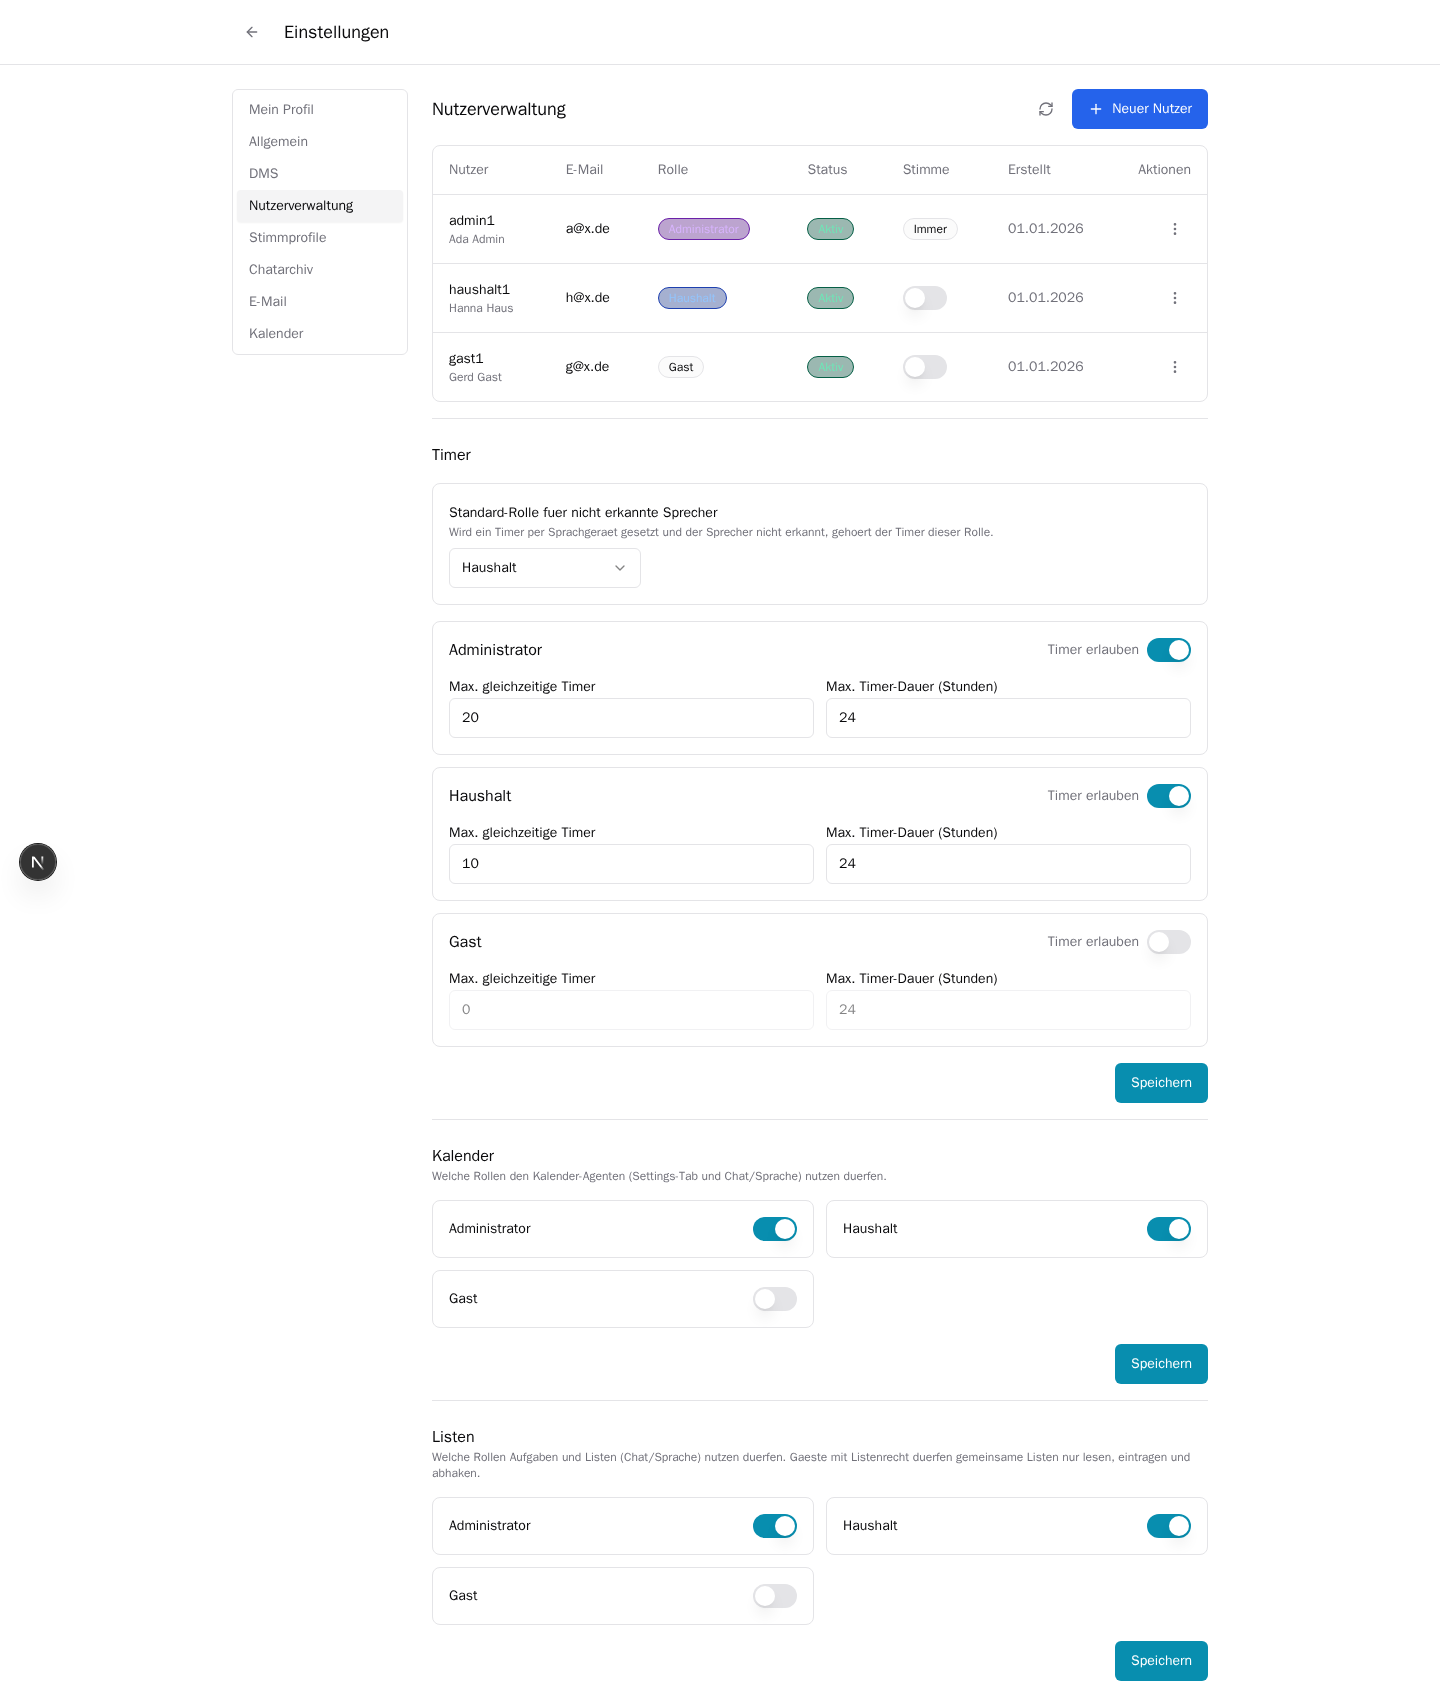 Einstellungen
Mein Profil
Allgemein
DMS
Nutzerverwaltung
Stimmprofile
Chatarchiv
E-Mail
Kalender
Nutzerverwaltung
Neuer Nutzer
Nutzer E-Mail Rolle Status Stimme Erstellt Aktionen
admin1
Ada Admin
a@x.de Administrator Aktiv Immer 01.01.2026
haushalt1
Hanna Haus
h@x.de Haushalt Aktiv 01.01.2026
gast1
Gerd Gast
g@x.de Gast Aktiv 01.01.2026
Timer
Standard-Rolle fuer nicht erkannte Sprecher
Wird ein Timer per Sprachgeraet gesetzt und der Sprecher nicht erkannt, gehoert der Timer dieser Rolle.
Haushalt
Administrator Timer erlauben
Max. gleichzeitige Timer Max. Timer-Dauer (Stunden)
20 24
Haushalt Timer erlauben
Max. gleichzeitige Timer Max. Timer-Dauer (Stunden)
10 24
N
Gast Timer erlauben
Max. gleichzeitige Timer Max. Timer-Dauer (Stunden)
0 24
Speichern
Kalender
Welche Rollen den Kalender-Agenten (Settings-Tab und Chat/Sprache) nutzen duerfen.
Administrator Haushalt
Gast
Speichern
Listen
Welche Rollen Aufgaben und Listen (Chat/Sprache) nutzen duerfen. Gaeste mit Listenrecht duerfen gemeinsame Listen nur lesen, eintragen und
abhaken.
Administrator Haushalt
Gast
Speichern